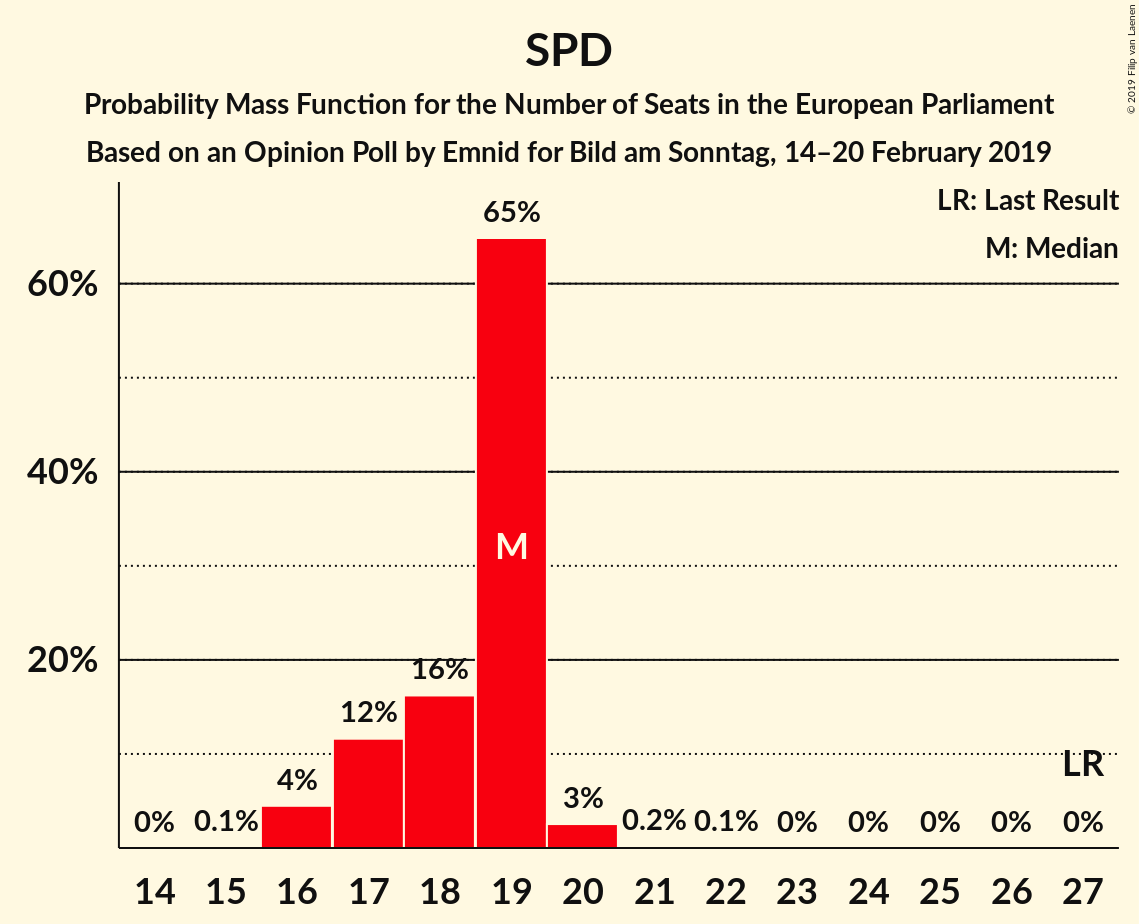 SPD
Probability Mass Function for the Number of Seats in the European Parliament
Based on an Opinion Poll by Emnid for Bild am Sonntag, 14–20 February 2019
© 2019 Filip van Laenen
LR: Last Result
M: Median
60%
40%
20%
0%
0.1%
4%
12%
16%
65%
M
3%
0.2%
0.1%
0%
0%
0%
0%
LR
0%
14 15 16 17 18 19 20 21 22 23 24 25 26 27